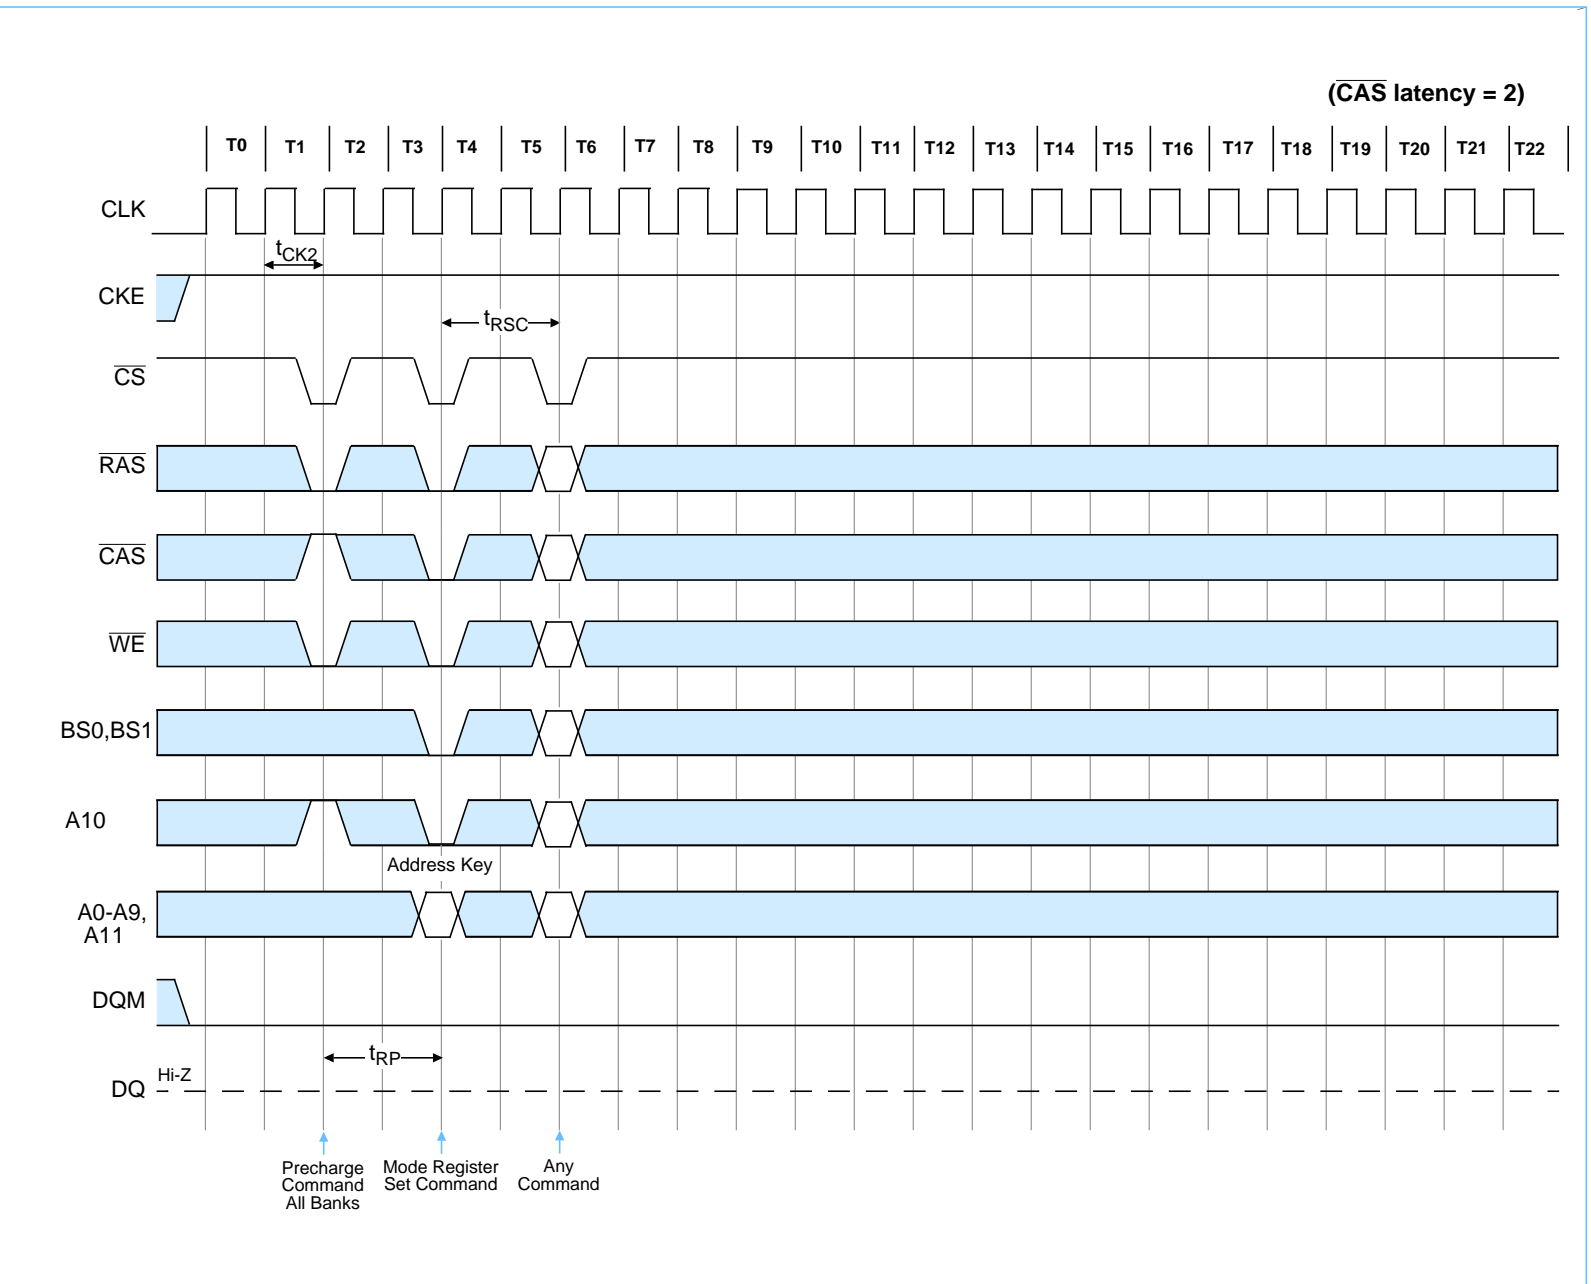 (CAS latency = 2)
T0 T1 T2 T3 T4 T5 T6 T7 T8 T9 T10 T11 T12 T13 T14 T15 T16 T17 T18 T19 T20 T21 T22
CLK
tCK2
CKE
tRSC
CS
RAS
CAS
WE
BS0,BS1
A10
Address Key
A0-A9,
A11
DQM
tRP
Hi-Z
DQ
Precharge
Command
All Banks
Mode Register
Set Command
Any
Command